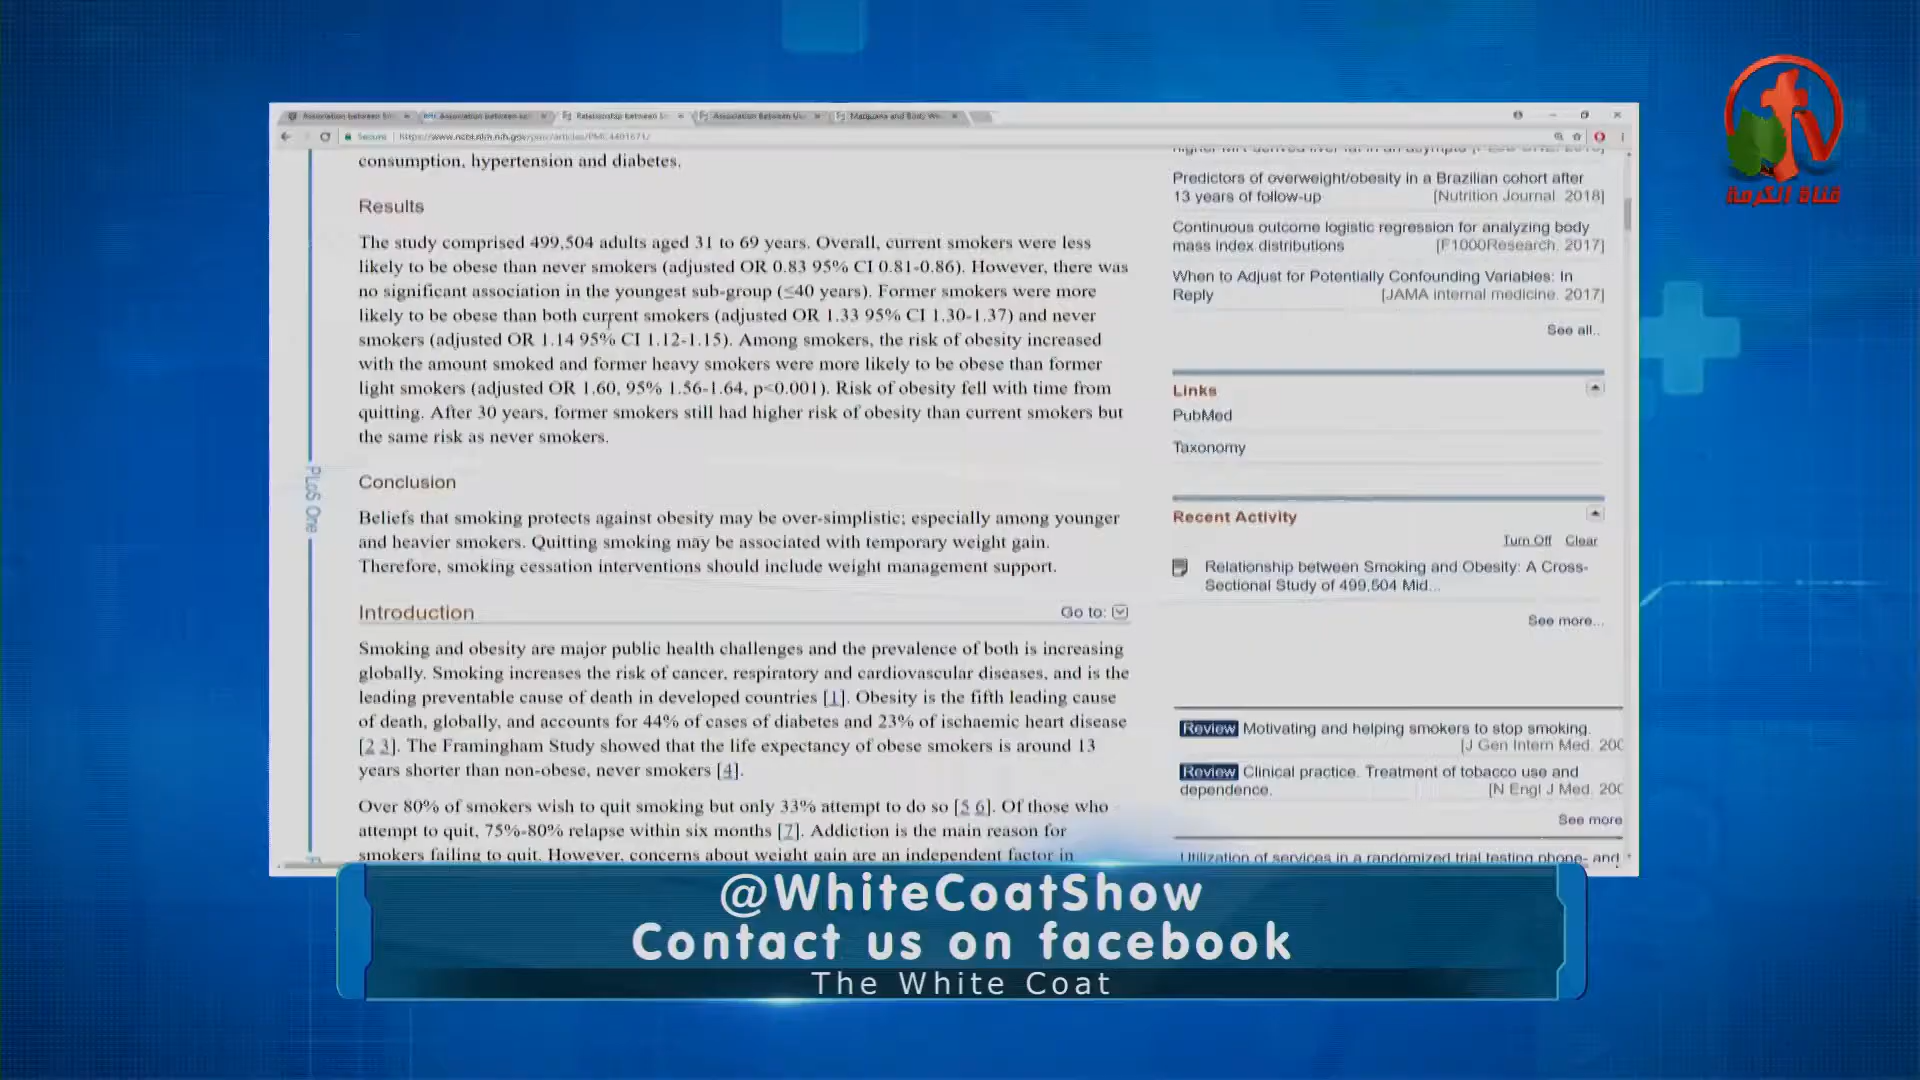 قناة الكرمة
Secure
consumption, hypertension and diabetes.
Results
The study comprised 499,504 adults aged 31 to 69 years. Overall, current smokers were less
likely to be obese than never smokers (adjusted OR 0.83 95% CI 0.81-0.86). However, there was
no significant association in the youngest sub-group (≤40 years). Former smokers were more
likely to be obese than both current smokers (adjusted OR 1.33 95% CI 1.30-1.37) and never
smokers (adjusted OR 1.14 95% CI 1.12-1.15). Among smokers, the risk of obesity increased
with the amount smoked and former heavy smokers were more likely to be obese than former
light smokers (adjusted OR 1.60, 95% 1.56-1.64, p<0.001). Risk of obesity fell with time from
quitting. After 30 years, former smokers still had higher risk of obesity than current smokers but
the same risk as never smokers.
Conclusion
Beliefs that smoking protects against obesity may be over-simplistic; especially among younger
and heavier smokers. Quitting smoking may be associated with temporary weight gain.
Therefore, smoking cessation interventions should include weight management support.
Introduction
Go to:
Smoking and obesity are major public health challenges and the prevalence of both is increasing
globally. Smoking increases the risk of cancer, respiratory and cardiovascular diseases, and is the
leading preventable cause of death in developed countries [1]. Obesity is the fifth leading cause
of death, globally, and accounts for 44% of cases of diabetes and 23% of ischaemic heart disease
[2 3]. The Framingham Study showed that the life expectancy of obese smokers is around 13
years shorter than non-obese, never smokers [4].
Over 80% of smokers wish to quit smoking but only 33% attempt to do so [5 6]. Of those who
attempt to quit, 75%-80% relapse within six months [7]. Addiction is the main reason for
smokers failing to quit. However, concerns about weight gain are an independent factor in
PLoS One
Predictors of overweight/obesity in a Brazilian cohort after
13 years of follow-up [Nutrition Journal. 2018]
Continuous outcome logistic regression for analyzing body
mass index distributions [F1000Research. 2017]
When to Adjust for Potentially Confounding Variables: In
Reply [JAMA internal medicine. 2017]
See all..
Links
PubMed
Taxonomy
Recent Activity
Turn Off Clear
Relationship between Smoking and Obesity: A Cross-
Sectional Study of 499,504 Mid...
See more...
Review Motivating and helping smokers to stop smoking.
[J Gen Intern Med. 200
Review Clinical practice. Treatment of tobacco use and
dependence. [N Engl J Med. 200
See more
Utilization of services in a randomized trial testing phone- and
@WhiteCoatShow
Contact us on facebook
The White Coat